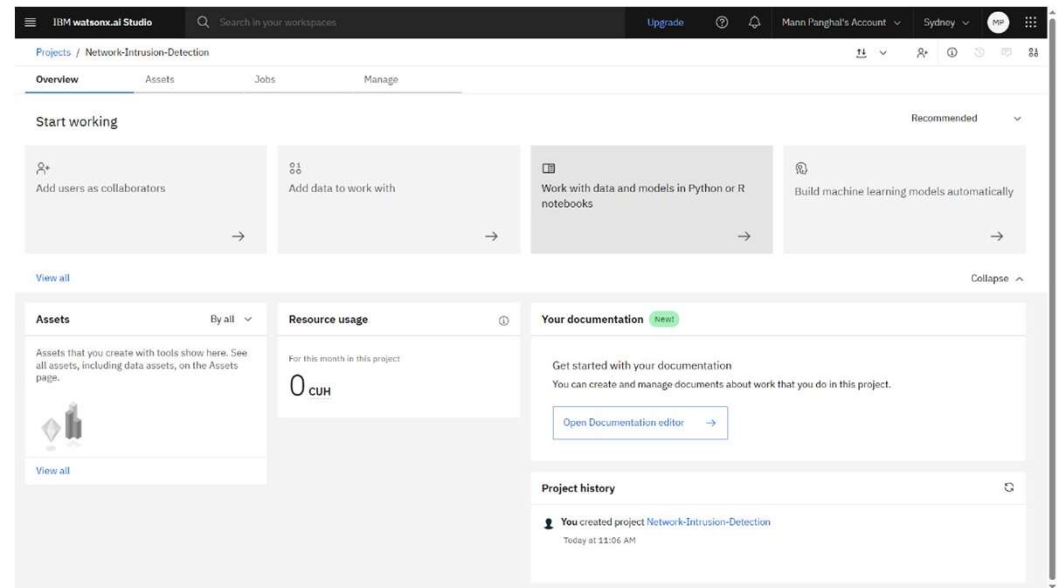 IBM watsonx.ai Studio
Search in your workspaces
Upgrade
Mann Panghal's Account
Sydney
MP
Projects / Network-Intrusion-Detection
Overview
Assets
Jobs
Manage
Start working
Recommended
Add users as collaborators
Add data to work with
Work with data and models in Python or R
notebooks
Build machine learning models automatically
View all
Collapse
Assets
By all
Assets that you create with tools show here. See
all assets, including data assets, on the Assets
page.
View all
Resource usage
For this month in this project
0 CUH
Your documentation
New!
Get started with your documentation
You can create and manage documents about work that you do in this project.
Open Documentation editor
Project history
You created project Network-Intrusion-Detection
Today at 11:06 AM